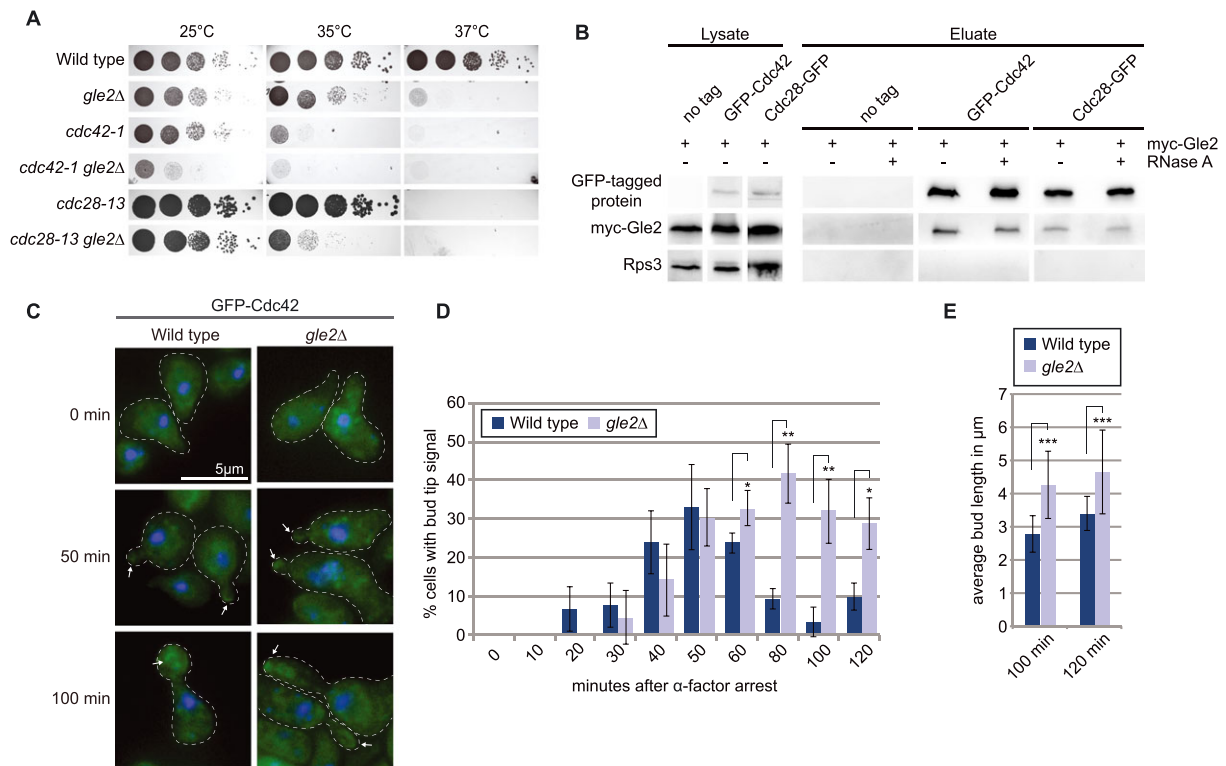 A
25°C 35°C 37°C
Wild type
gle2Δ
cdc42-1
cdc42-1 gle2Δ
cdc28-13
cdc28-13 gle2Δ
B
Lysate Eluate
no tag GFP-Cdc42 Cdc28-GFP no tag GFP-Cdc42 Cdc28-GFP
+ + + + + + + + + myc-Gle2
- - - - + - + - + RNase A
GFP-tagged
protein
myc-Gle2
Rps3
C
GFP-Cdc42
Wild type gle2Δ
0 min
5µm
50 min
100 min
D
Wild type gle2Δ
% cells with bud tip signal
60
50
40
30
20
10
0
* ** ** *
0 10 20 30 40 50 60 80 100 120
minutes after α-factor arrest
E
Wild type
gle2Δ
average bud length in µm
7
6
5
4
3
2
1
0
*** ***
100 min 120 min